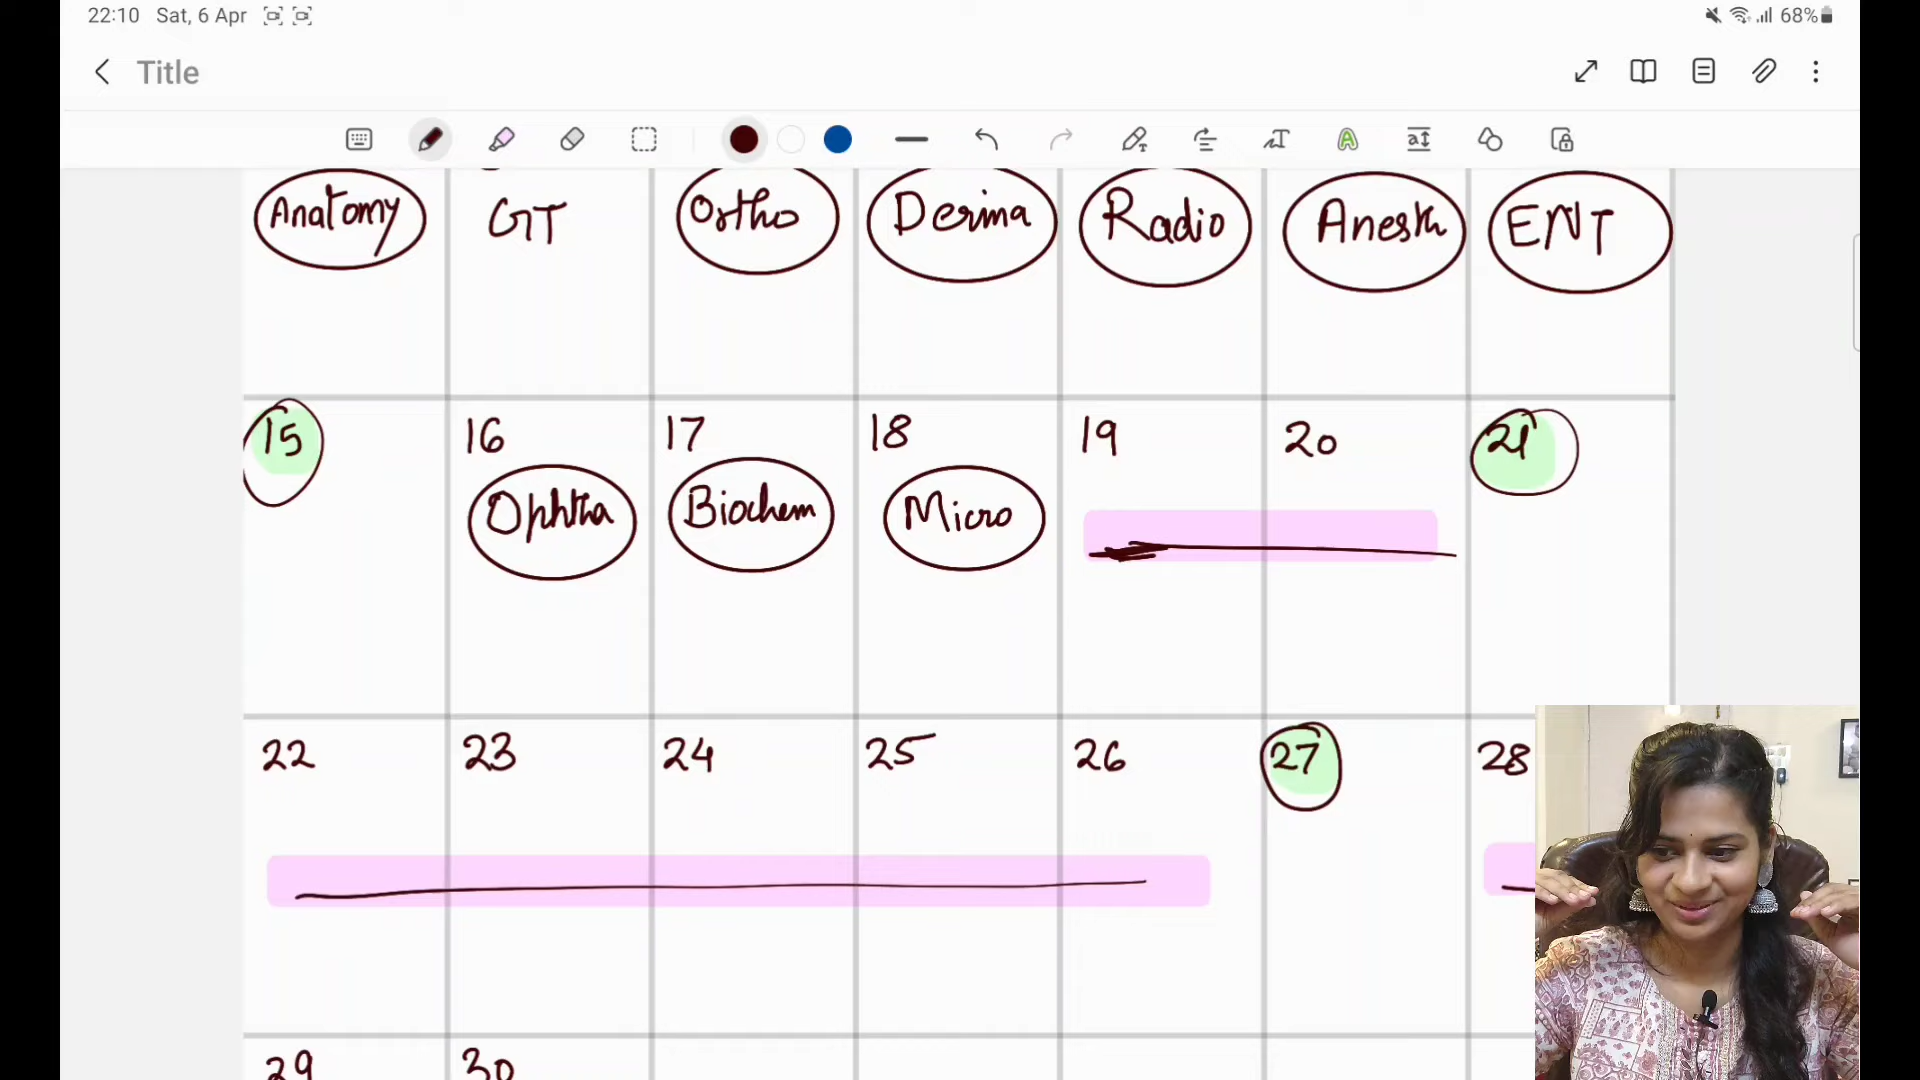 22:10 Sat, 6 Apr
68%
Title
Anatomy GT Ortho Derma Radio Anesth ENT
15 16 17 18 19 20 21
Ophtha Biochem Micro
22 23 24 25 26 27 28
29 30